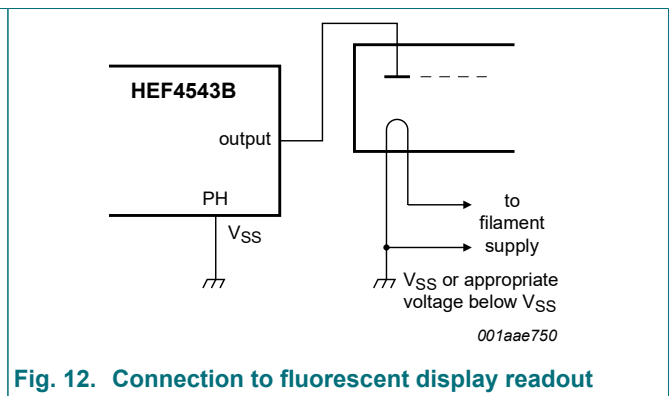 HEF4543B
output
PH
VSS
to
filament
supply
VSS or appropriate
voltage below VSS
001aae750
Fig. 12. Connection to fluorescent display readout